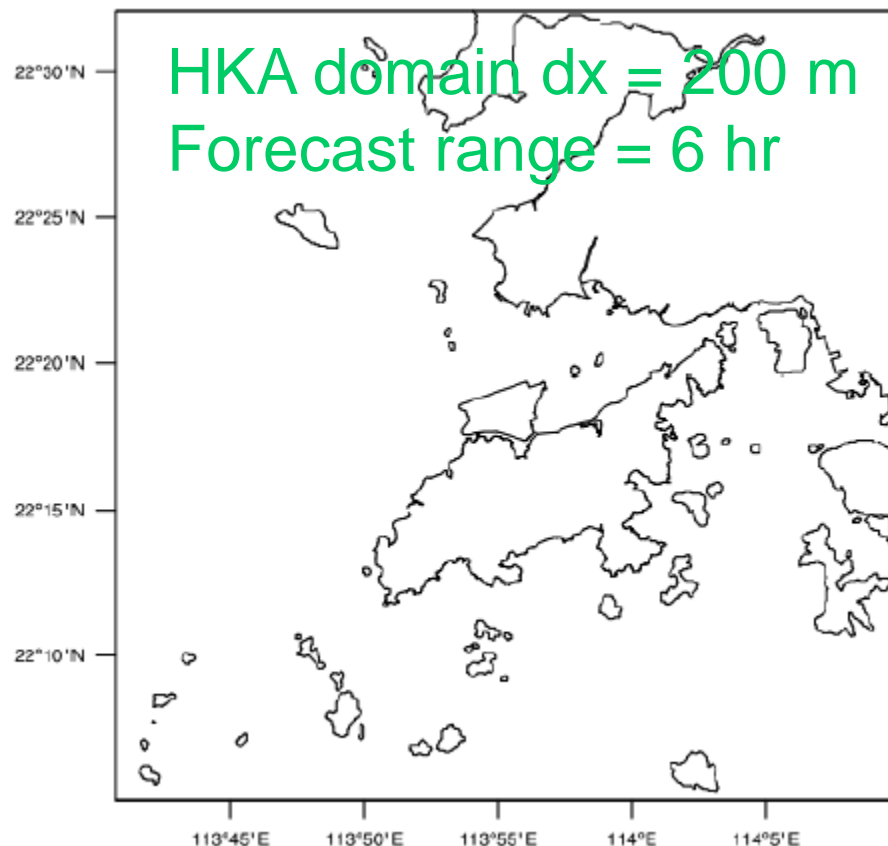 HKA domain dx = 200 m
Forecast range = 6 hr
22°30'N
22°25'N
22°20'N
22°15'N
22°10'N
113°45'E 113°50'E 113°55'E 114°E 114°5'E